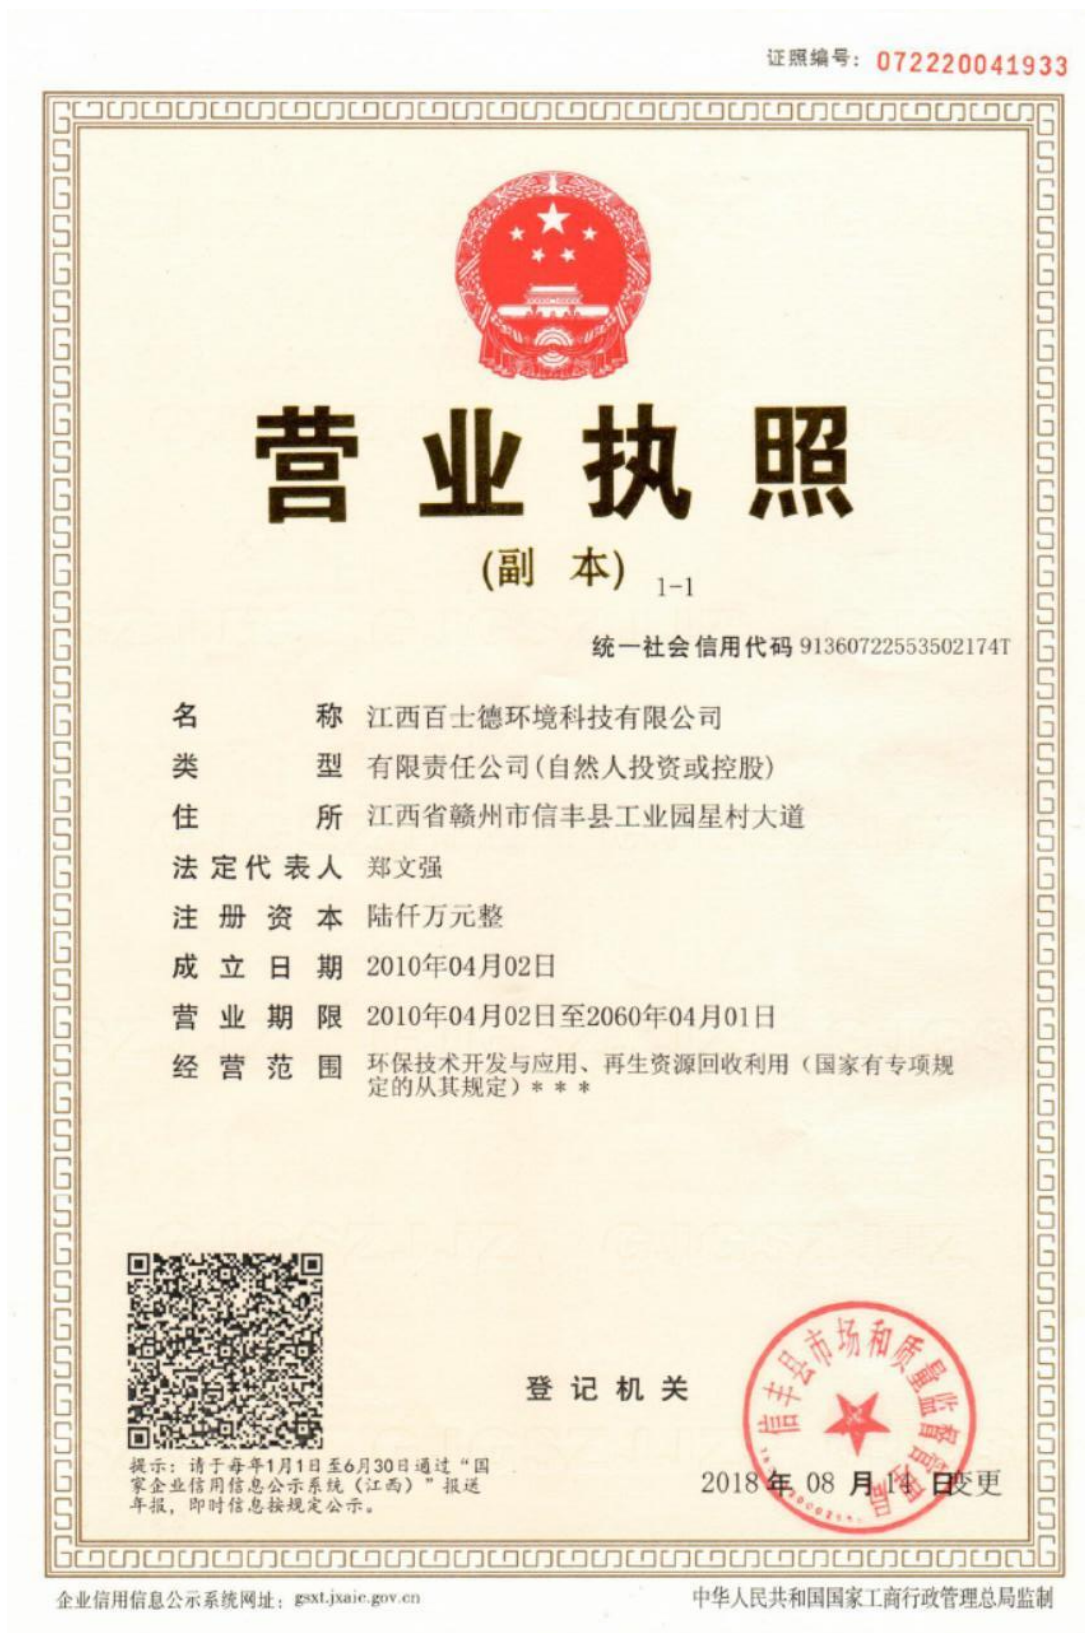 证照编号：072220041933
营业执照
(副 本) 1-1
统一社会信用代码 91360722553502174T
名 称 江西百士德环境科技有限公司
类 型 有限责任公司(自然人投资或控股)
住 所 江西省赣州市信丰县工业园星村大道
法定代表人 郑文强
注册资本 陆仟万元整
成立日期 2010年04月02日
营业期限 2010年04月02日至2060年04月01日
经营范围 环保技术开发与应用、再生资源回收利用（国家有专项规
定的从其规定）＊＊＊
登记机关
信丰县市场和质量监督管理局
2018年 08月 14日变更
提示：请于每年1月1日至6月30日通过“国
家企业信用信息公示系统（江西）”报送
年报，即时信息按规定公示。
企业信用信息公示系统网址：gsxt.jxaic.gov.cn
中华人民共和国国家工商行政管理总局监制